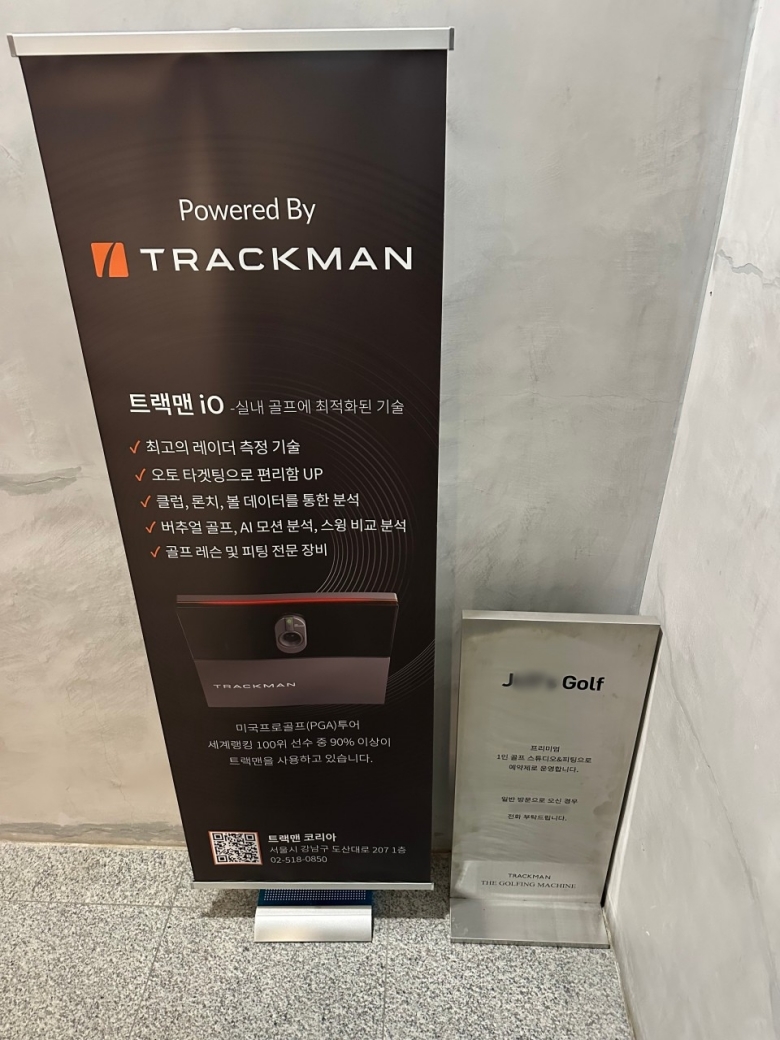 Powered By
TRACKMAN
트랙맨 iO -실내 골프에 최적화된 기술
✓ 최고의 레이더 측정 기술
✓ 오토 타겟팅으로 편리함 UP
✓ 클럽, 론치, 볼 데이터를 통한 분석
✓ 버추얼 골프, AI 모션 분석, 스윙 비교 분석
✓ 골프 레슨 및 피팅 전문 장비
TRACKMAN
미국프로골프(PGA)투어
세계랭킹 100위 선수 중 90% 이상이
트랙맨을 사용하고 있습니다.
트랙맨 코리아
서울시 강남구 도산대로 207 1층
02-518-0850
Golf
프리미엄
1인 골프 스튜디오&피팅으로
예약제로 운영합니다.
일반 방문으로 오신 경우
전화 부탁드립니다.
TRACKMAN
THE GOLFING MACHINE